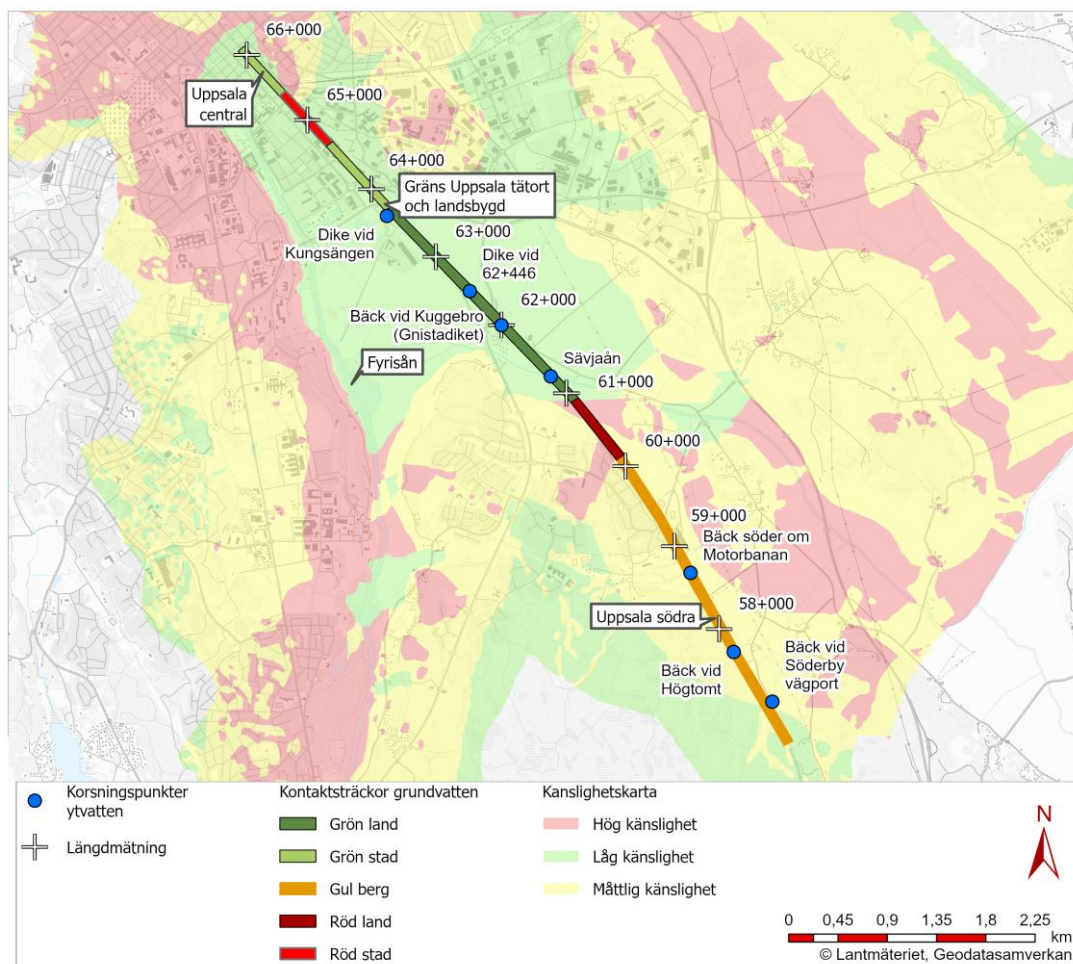 66+000
Uppsala
central
65+000
64+000
Gräns Uppsala tätort
och landsbygd
Dike vid
Kungsängen
63+000
Dike vid
62+446
62+000
Bäck vid Kuggebro
(Gnistadiket)
Sävjaån
Fyrisån
61+000
60+000
59+000
Bäck söder om
Motorbanan
58+000
Uppsala södra
Bäck vid
Söderby
vägport
Bäck vid
Högtomt
Korsningspunkter
ytvatten
Längdmätning
Kontaktsträckor grundvatten
Grön land
Grön stad
Gul berg
Röd land
Röd stad
Kanslighetskarta
Hög känslighet
Låg känslighet
Måttlig känslighet
N
0 0,45 0,9 1,35 1,8 2,25
km
© Lantmäteriet, Geodatasamverkan